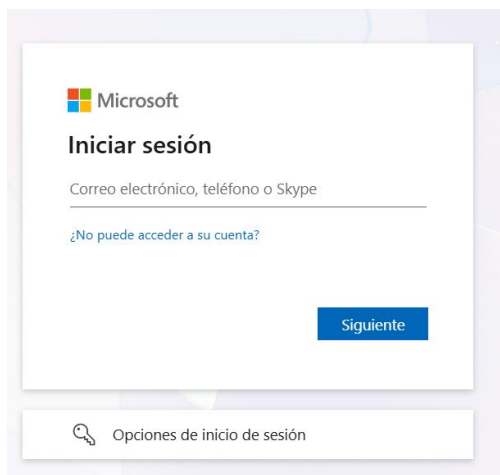 Microsoft
Iniciar sesión
Correo electrónico, teléfono o Skype
¿No puede acceder a su cuenta?
Siguiente
Opciones de inicio de sesión